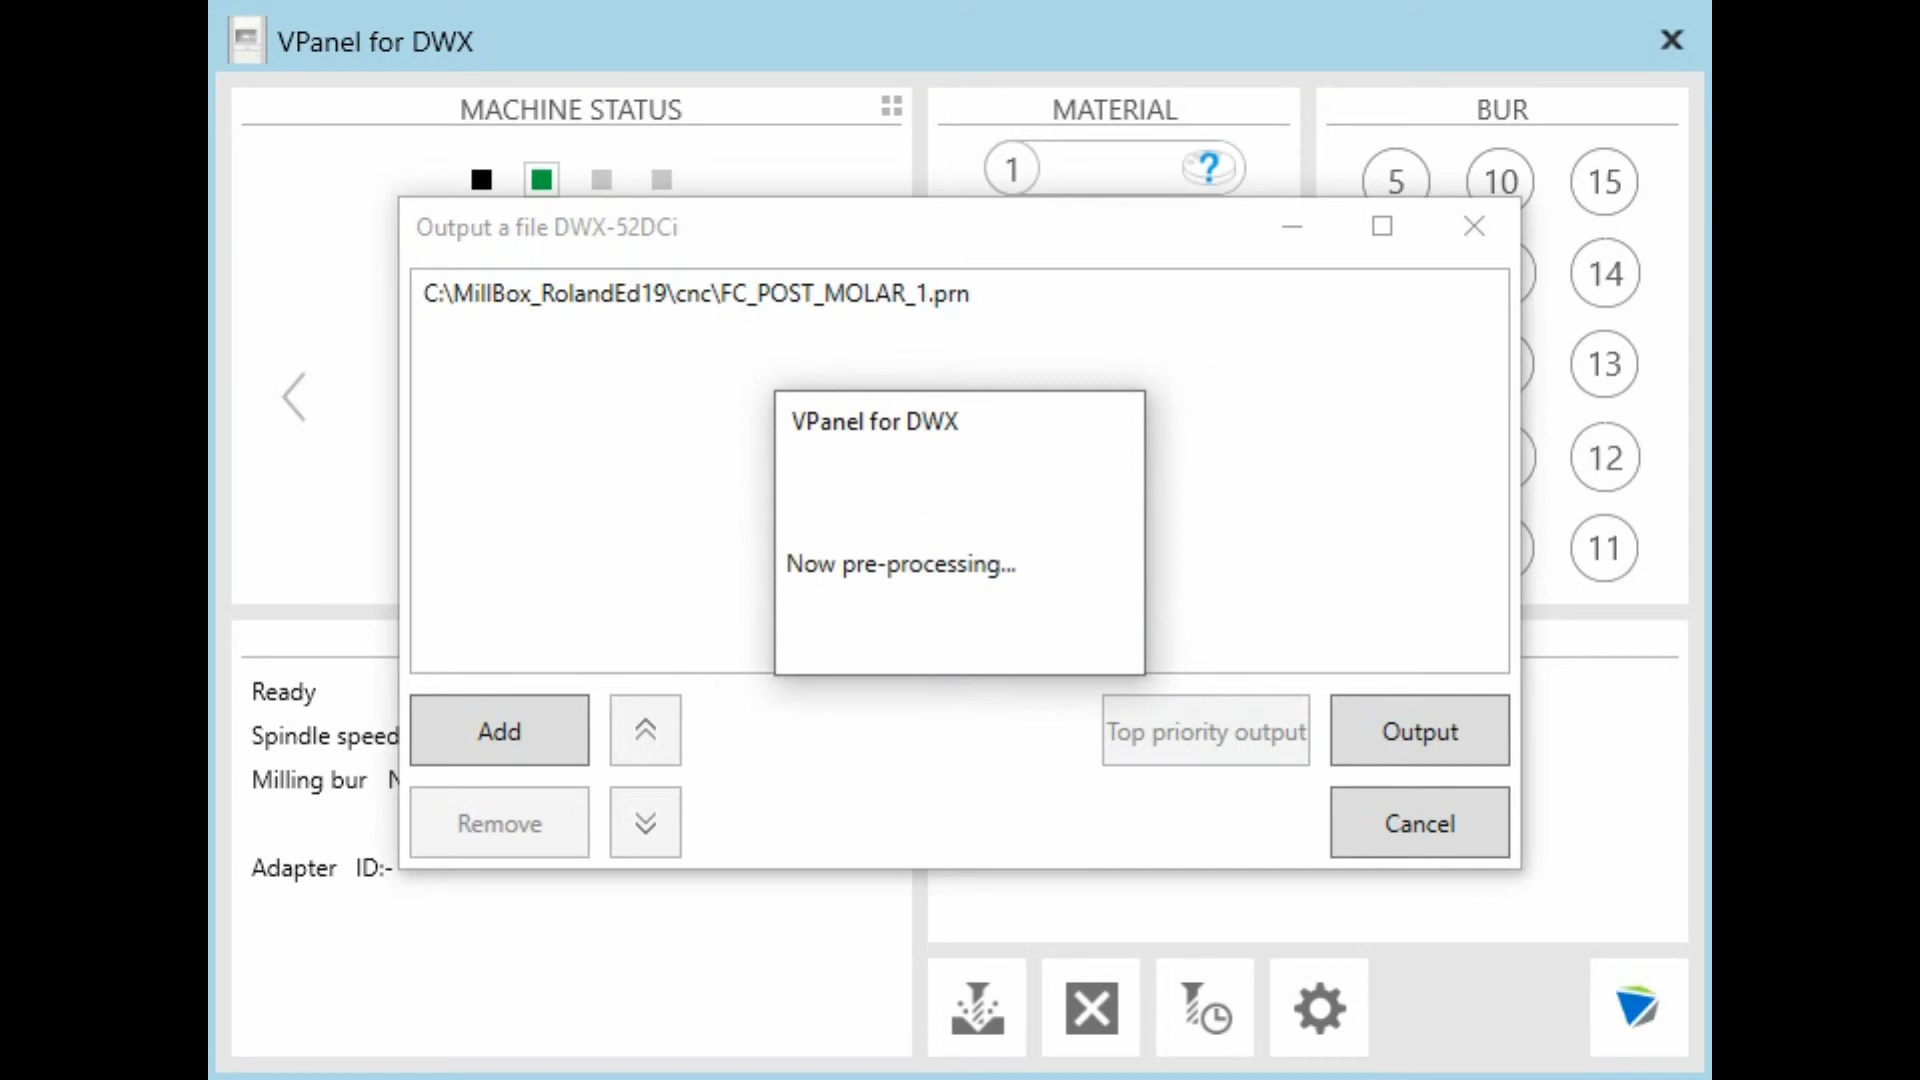 VPanel for DWX
MACHINE STATUS
MATERIAL
1
?
BUR
5
10
15
14
13
12
11
Output a file DWX-52DCi
C:\MillBox_RolandEd19\cnc\FC_POST_MOLAR_1.prn
VPanel for DWX
Now pre-processing...
Add
Remove
Top priority output
Output
Cancel
Ready
Spindle speed
Milling bur
Adapter ID:-